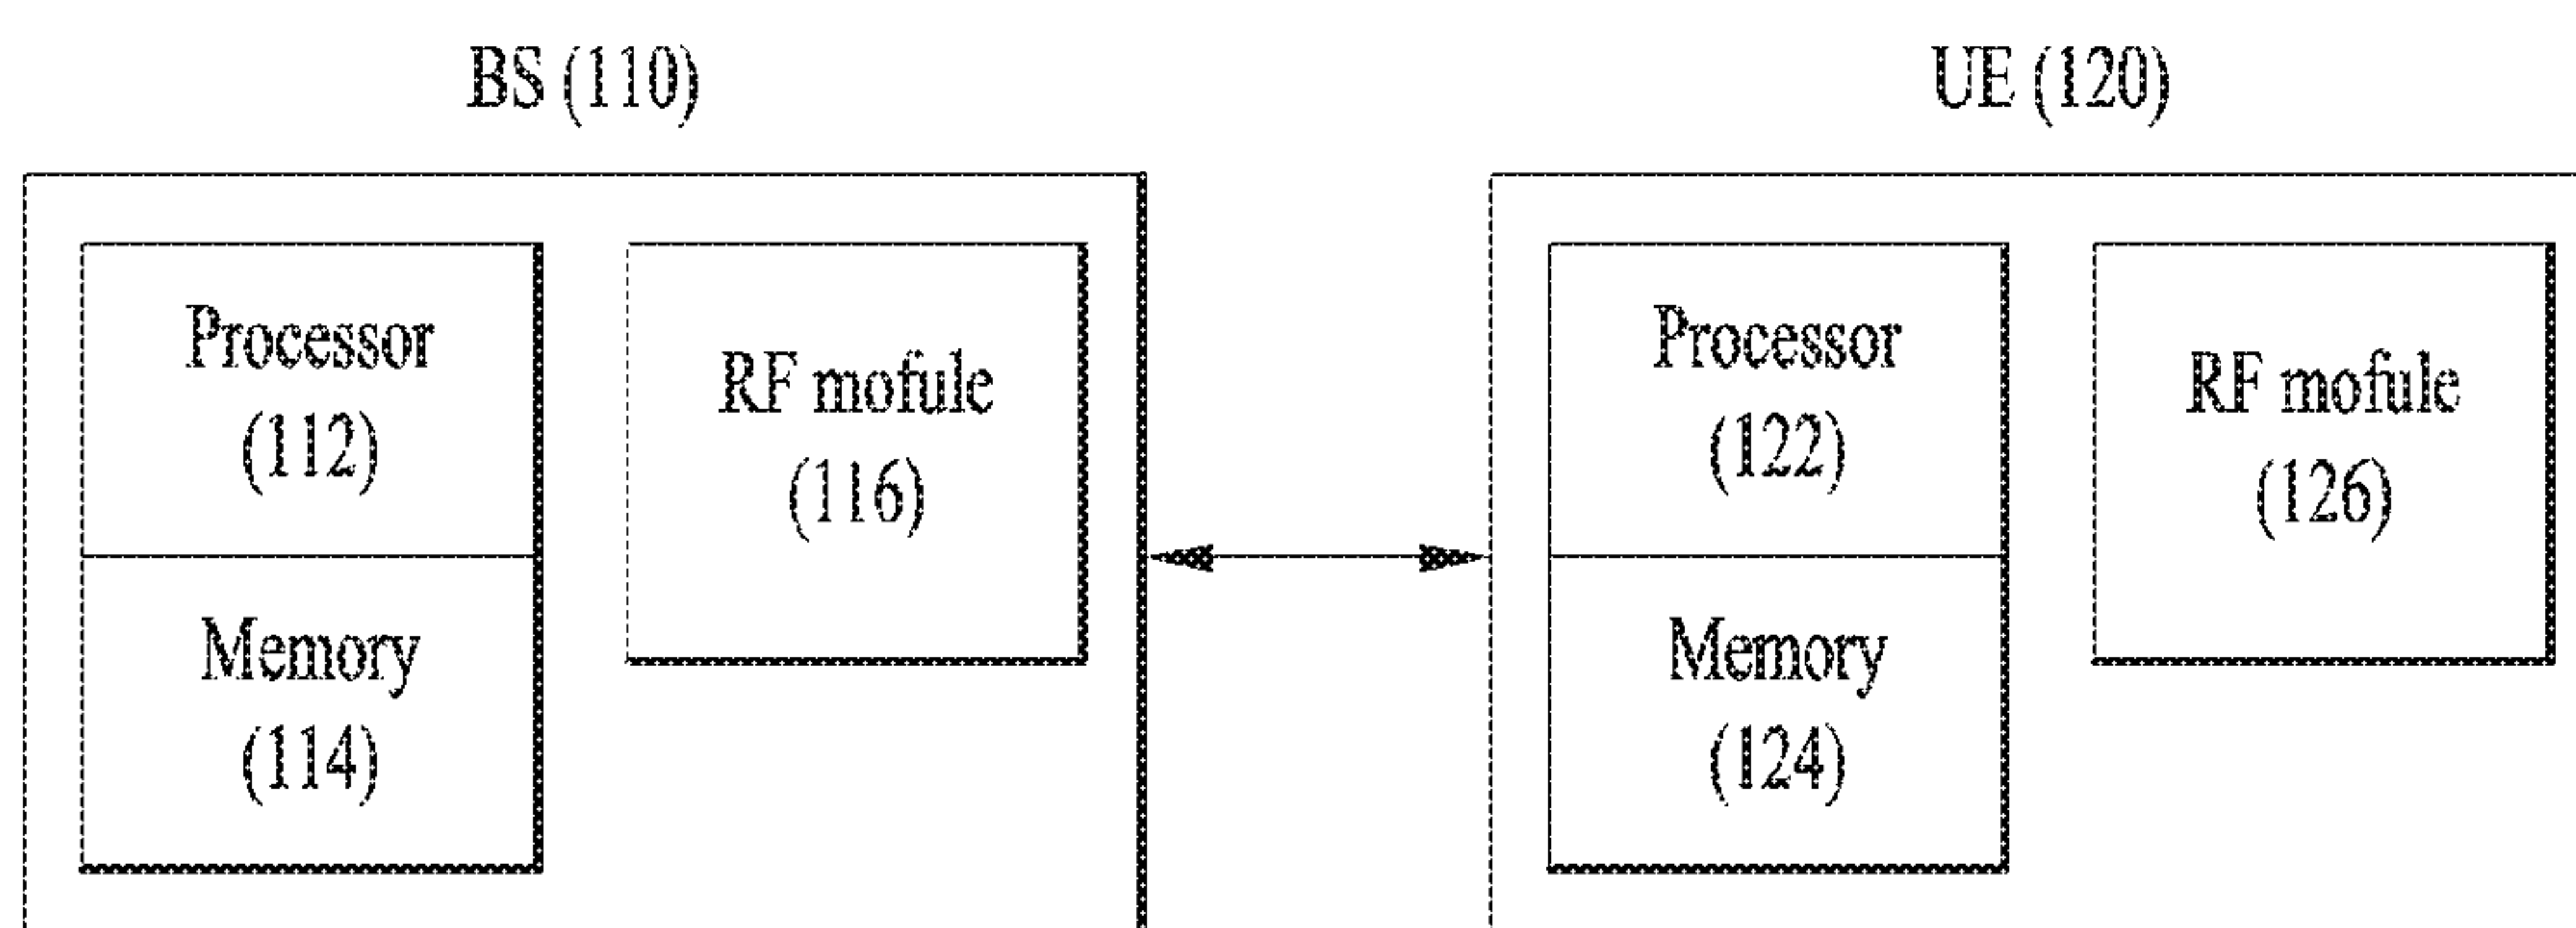 BS (110)
Processor
(112)
Memory
(114)
RF mofule
(116)
UE (120)
Processor
(122)
Memory
(124)
RF mofule
(126)